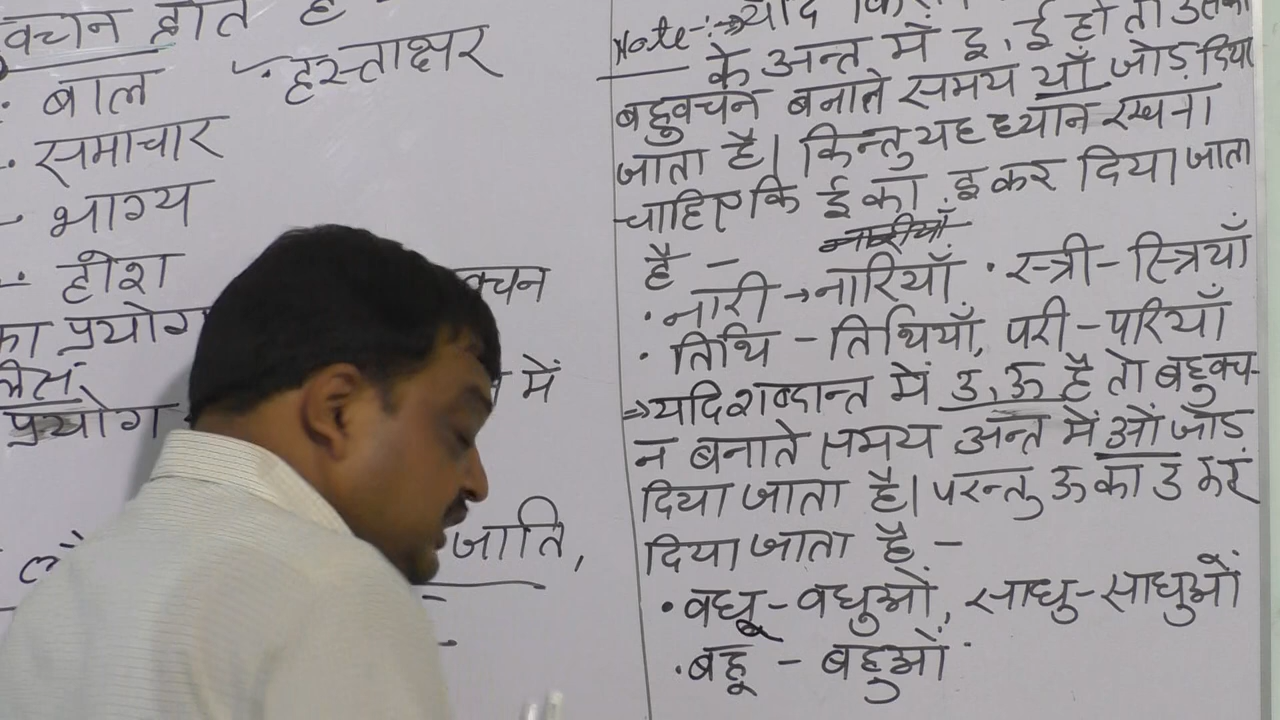 वचन होते है
· बाल
· हस्ताक्षर
· समाचार
- भाग्य
·· होश
वचन
का प्रयोग
में
प्रयोग
जाति,
Note-:⇒यदि
के अन्त में इ, ई हो तो उसका
बहुवचन बनाते समय याँ जोड़ दिया
जाता है। किन्तु यह ध्यान रखना
चाहिए कि ई का इ कर दिया जाता
है -
· नारी → नारियाँ · स्त्री - स्त्रियाँ
· तिथि - तिथियाँ, परी - परियाँ
⇒ यदि शब्दान्त में उ, ऊ है तो बहुवच-
न बनाते समय अन्त में ओं जोड़
दिया जाता है। परन्तु ऊ का उ कर
दिया जाता है -
· वधू - वधुओं, साधु - साधुओं
· बहू - बहुओं